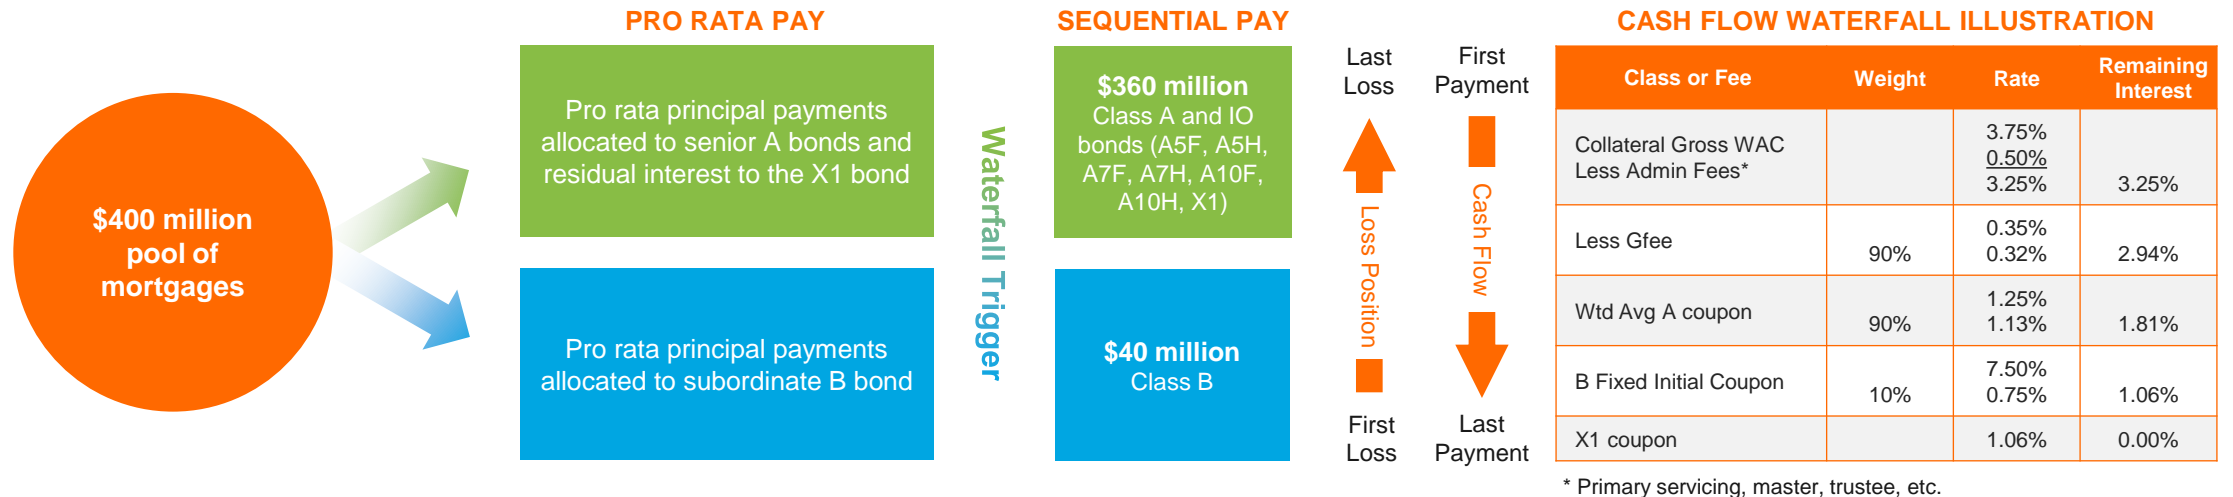 PRO RATA PAY
SEQUENTIAL PAY
CASH FLOW WATERFALL ILLUSTRATION
$400 million
pool of
mortgages
Pro rata principal payments
allocated to senior A bonds and
residual interest to the X1 bond
Pro rata principal payments
allocated to subordinate B bond
Waterfall Trigger
$360 million
Class A and IO
bonds (A5F, A5H,
A7F, A7H, A10F,
A10H, X1)
$40 million
Class B
Last
Loss
Loss Position
First
Loss
First
Payment
Cash Flow
Last
Payment
Class or Fee Weight Rate Remaining
Interest
3.75%
Collateral Gross WAC 0.50%
Less Admin Fees* 3.25% 3.25%
0.35%
Less Gfee 90% 0.32% 2.94%
1.25%
Wtd Avg A coupon 90% 1.13% 1.81%
7.50%
B Fixed Initial Coupon 10% 0.75% 1.06%
X1 coupon 1.06% 0.00%
* Primary servicing, master, trustee, etc.